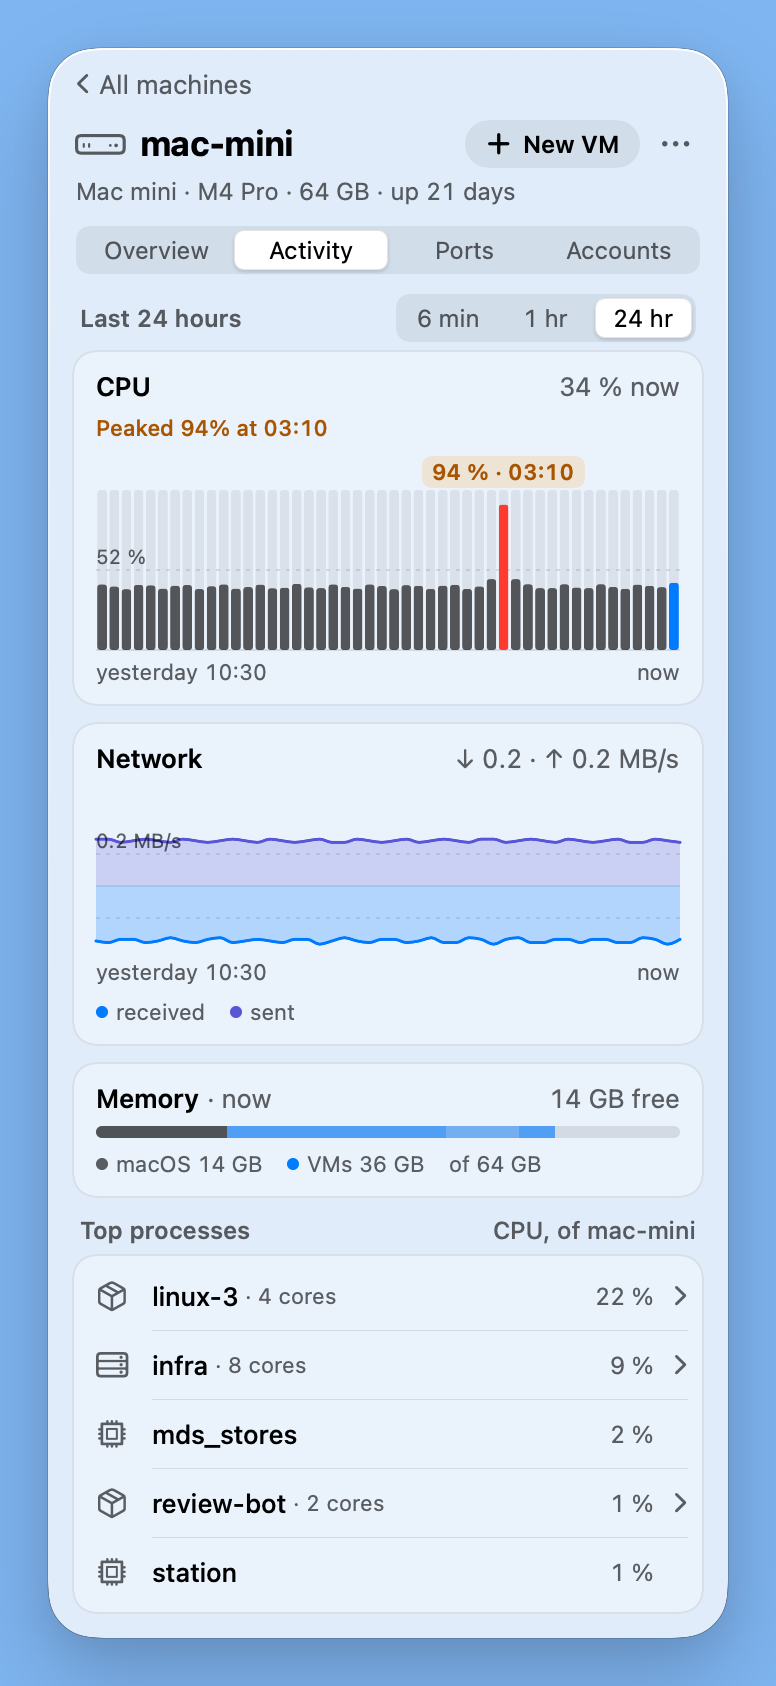 All machines
mac-mini
New VM
Mac mini · M4 Pro · 64 GB · up 21 days
Overview
Activity
Ports
Accounts
Last 24 hours
6 min
1 hr
24 hr
CPU
34 % now
Peaked 94% at 03:10
94 % · 03:10
52 %
yesterday 10:30
now
Network
↓ 0.2 · ↑ 0.2 MB/s
0.2 MB/s
yesterday 10:30
now
received
sent
Memory · now
14 GB free
macOS 14 GB
VMs 36 GB
of 64 GB
Top processes
CPU, of mac-mini
linux-3 · 4 cores
22 %
infra · 8 cores
9 %
mds_stores
2 %
review-bot · 2 cores
1 %
station
1 %